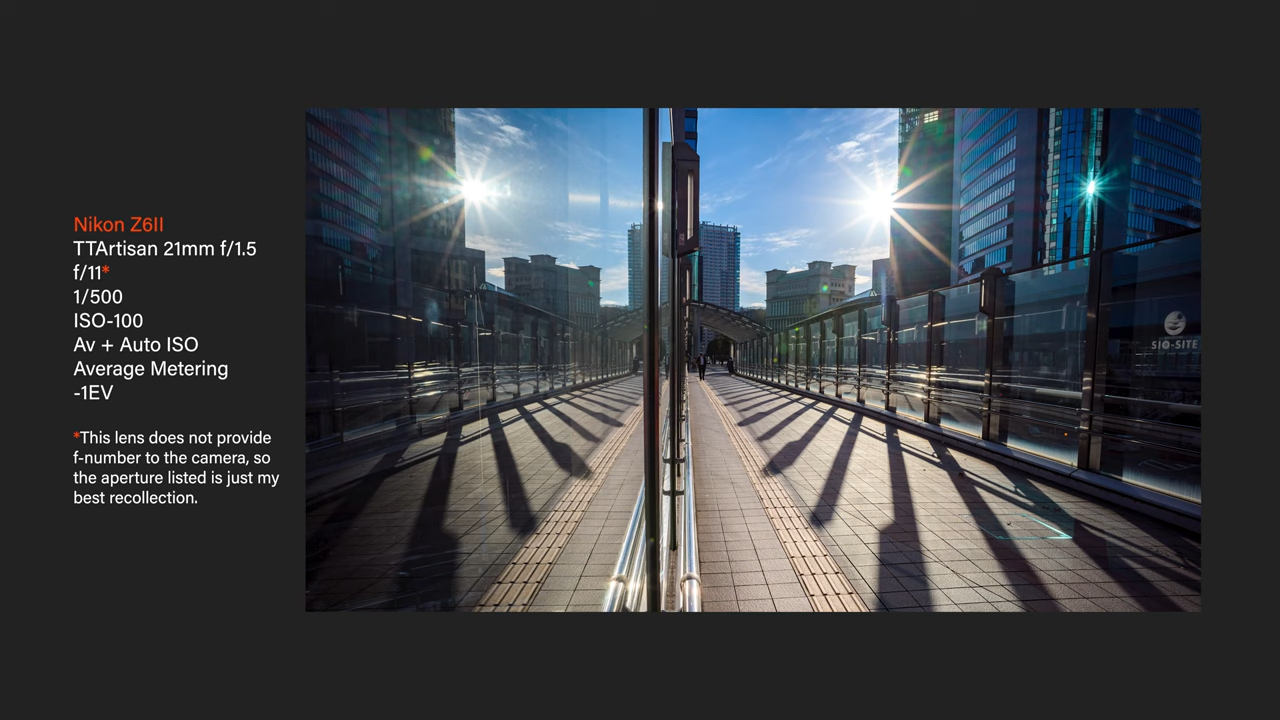 Nikon Z6II
TTArtisan 21mm f/1.5
f/11*
1/500
ISO-100
Av + Auto ISO
Average Metering
-1EV
*This lens does not provide
f-number to the camera, so
the aperture listed is just my
best recollection.
SIO-SITE